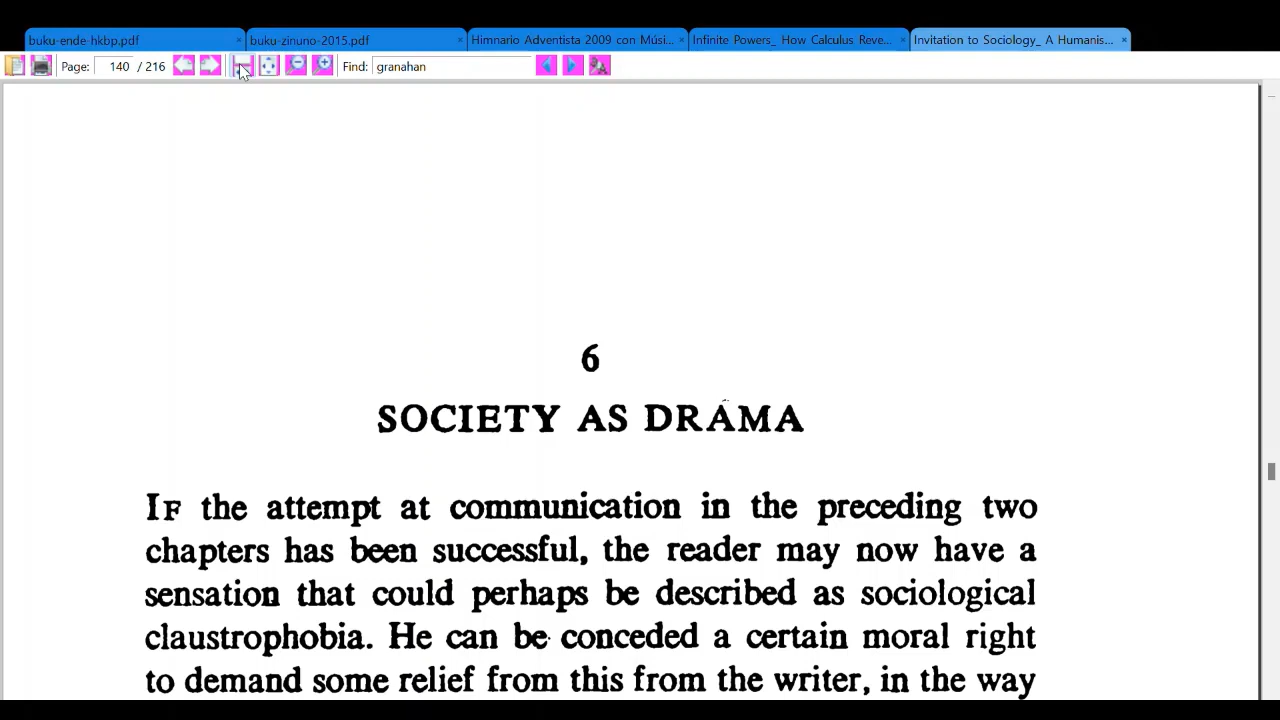 buku-ende-hkbp.pdf
buku-zinuno-2015.pdf
Himnario Adventista 2009 con Músi...
Infinite Powers_ How Calculus Reve...
Invitation to Sociology_ A Humanis...
Page: 140 / 216
Find: granahan
6
SOCIETY AS DRAMA
IF the attempt at communication in the preceding two
chapters has been successful, the reader may now have a
sensation that could perhaps be described as sociological
claustrophobia. He can be conceded a certain moral right
to demand some relief from this from the writer, in the way